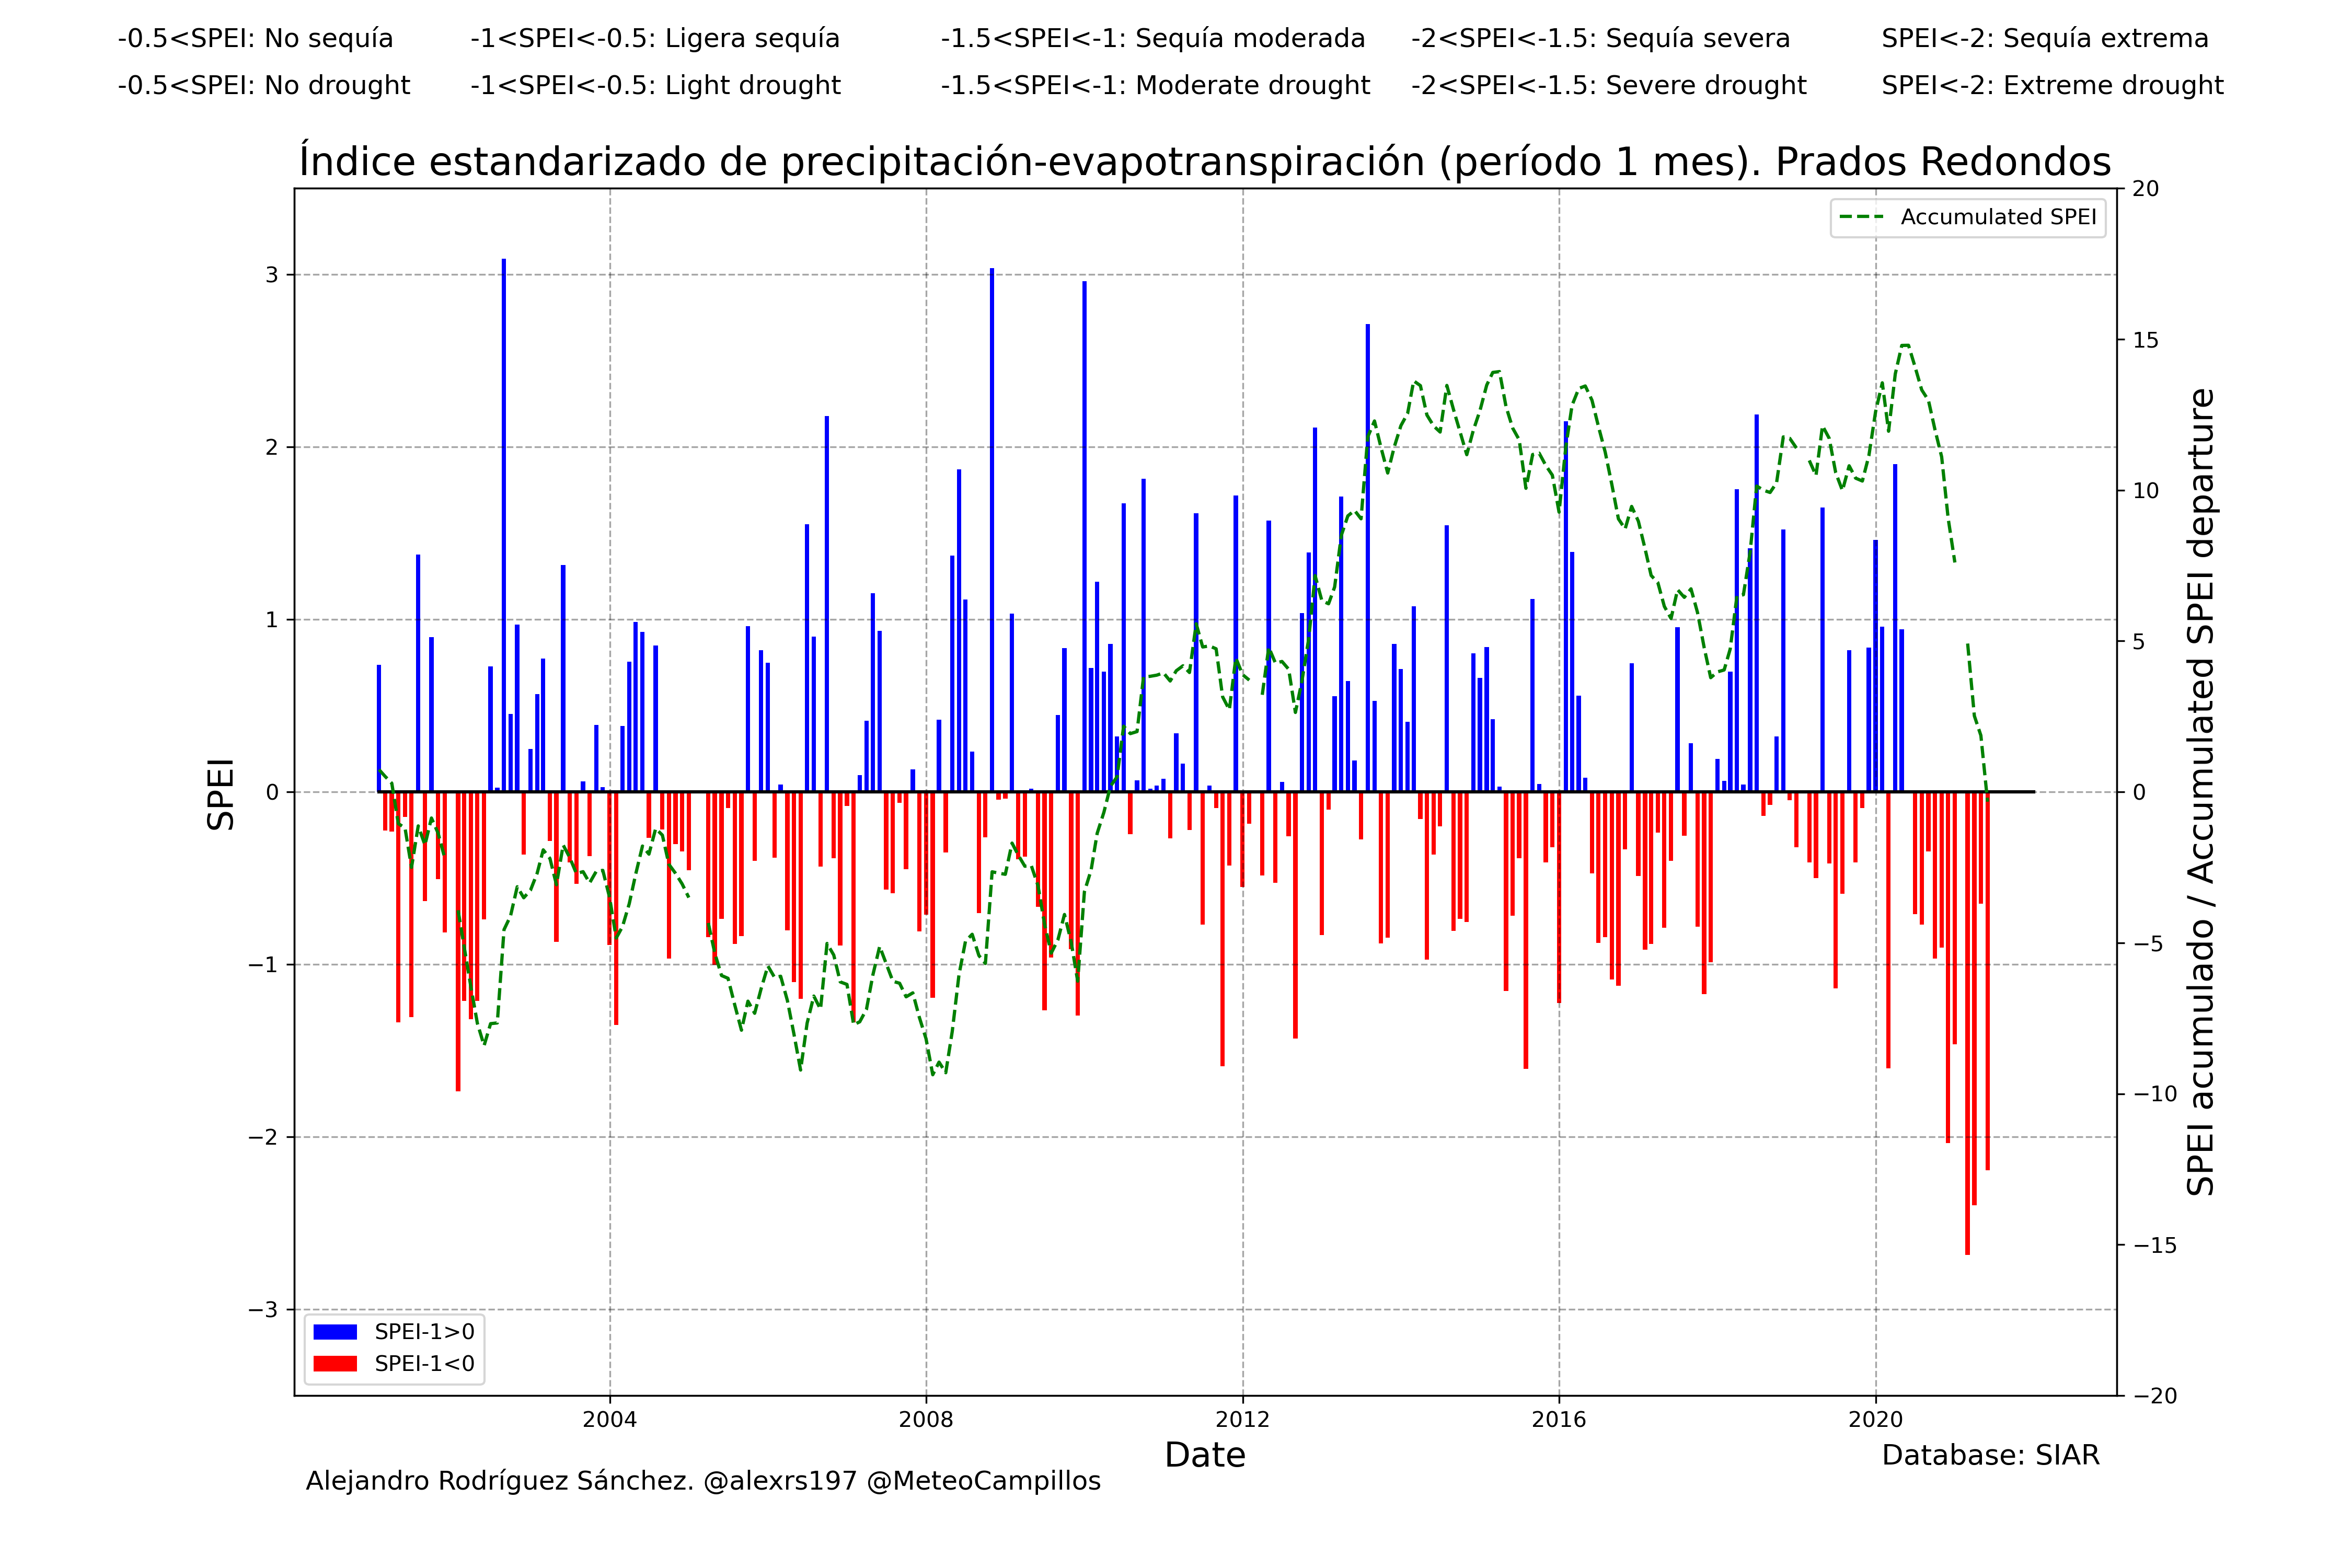 -0.5<SPEI: No sequía -1<SPEI<-0.5: Ligera sequía -1.5<SPEI<-1: Sequía moderada -2<SPEI<-1.5: Sequía severa SPEI<-2: Sequía extrema
-0.5<SPEI: No drought -1<SPEI<-0.5: Light drought -1.5<SPEI<-1: Moderate drought -2<SPEI<-1.5: Severe drought SPEI<-2: Extreme drought
Índice estandarizado de precipitación-evapotranspiración (período 1 mes). Prados Redondos
Accumulated SPEI
SPEI
3
2
1
0
−1
−2
−3
20
15
10
5
0
−5
−10
−15
−20
SPEI acumulado / Accumulated SPEI departure
SPEI-1>0
SPEI-1<0
2004 2008 2012 2016 2020
Date
Database: SIAR
Alejandro Rodríguez Sánchez. @alexrs197 @MeteoCampillos